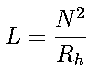 L = \frac{N^2}{R_h}